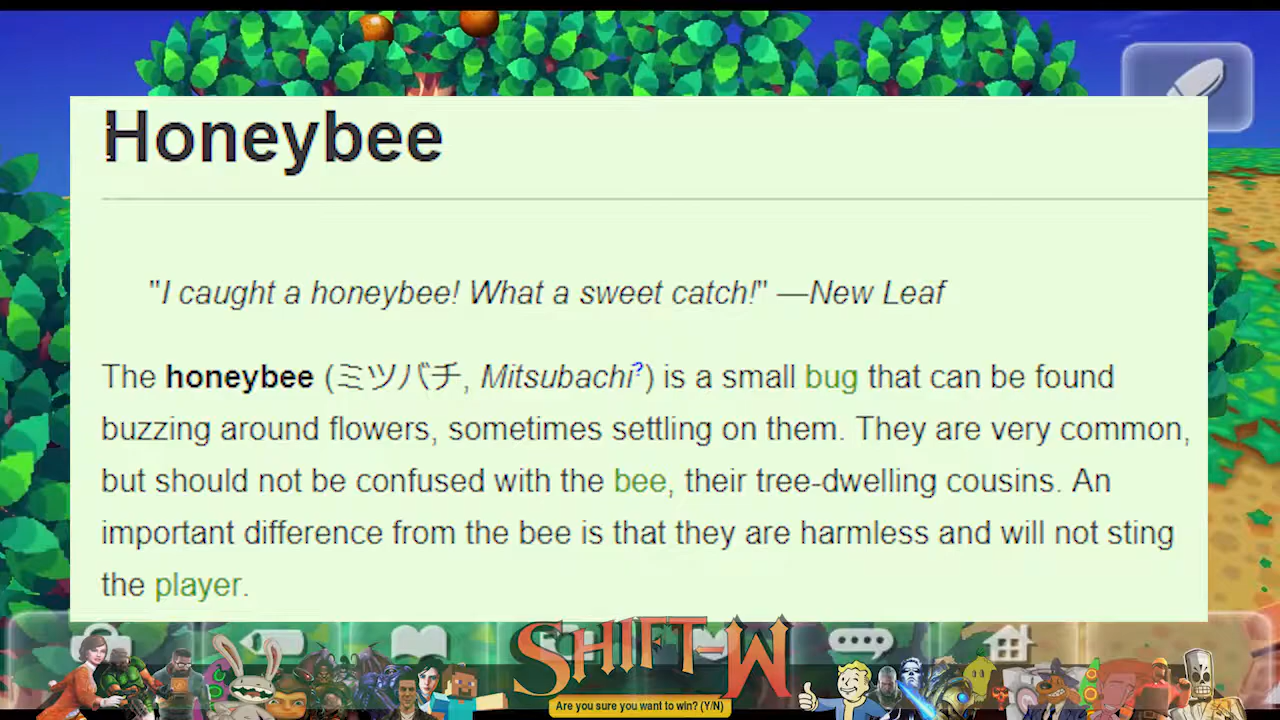 Honeybee
"I caught a honeybee! What a sweet catch!" —New Leaf
The honeybee (ミツバチ, Mitsubachi?) is a small bug that can be found
buzzing around flowers, sometimes settling on them. They are very common,
but should not be confused with the bee, their tree-dwelling cousins. An
important difference from the bee is that they are harmless and will not sting
the player.
SHIFT-W
Are you sure you want to win? (Y/N)